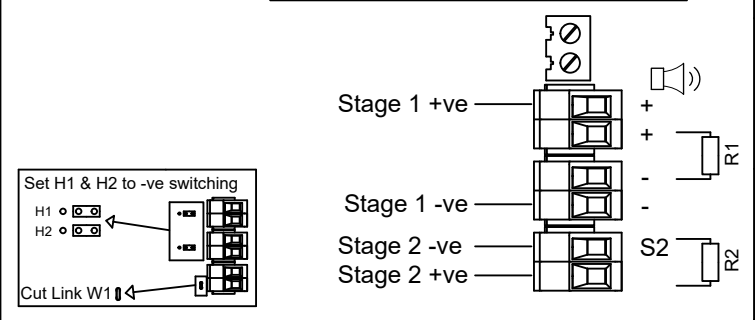 Stage 1 +ve
+
+
R1
-
Stage 1 -ve
-
Stage 2 -ve
S2
Stage 2 +ve
R2
Set H1 & H2 to -ve switching
H1
H2
Cut Link W1